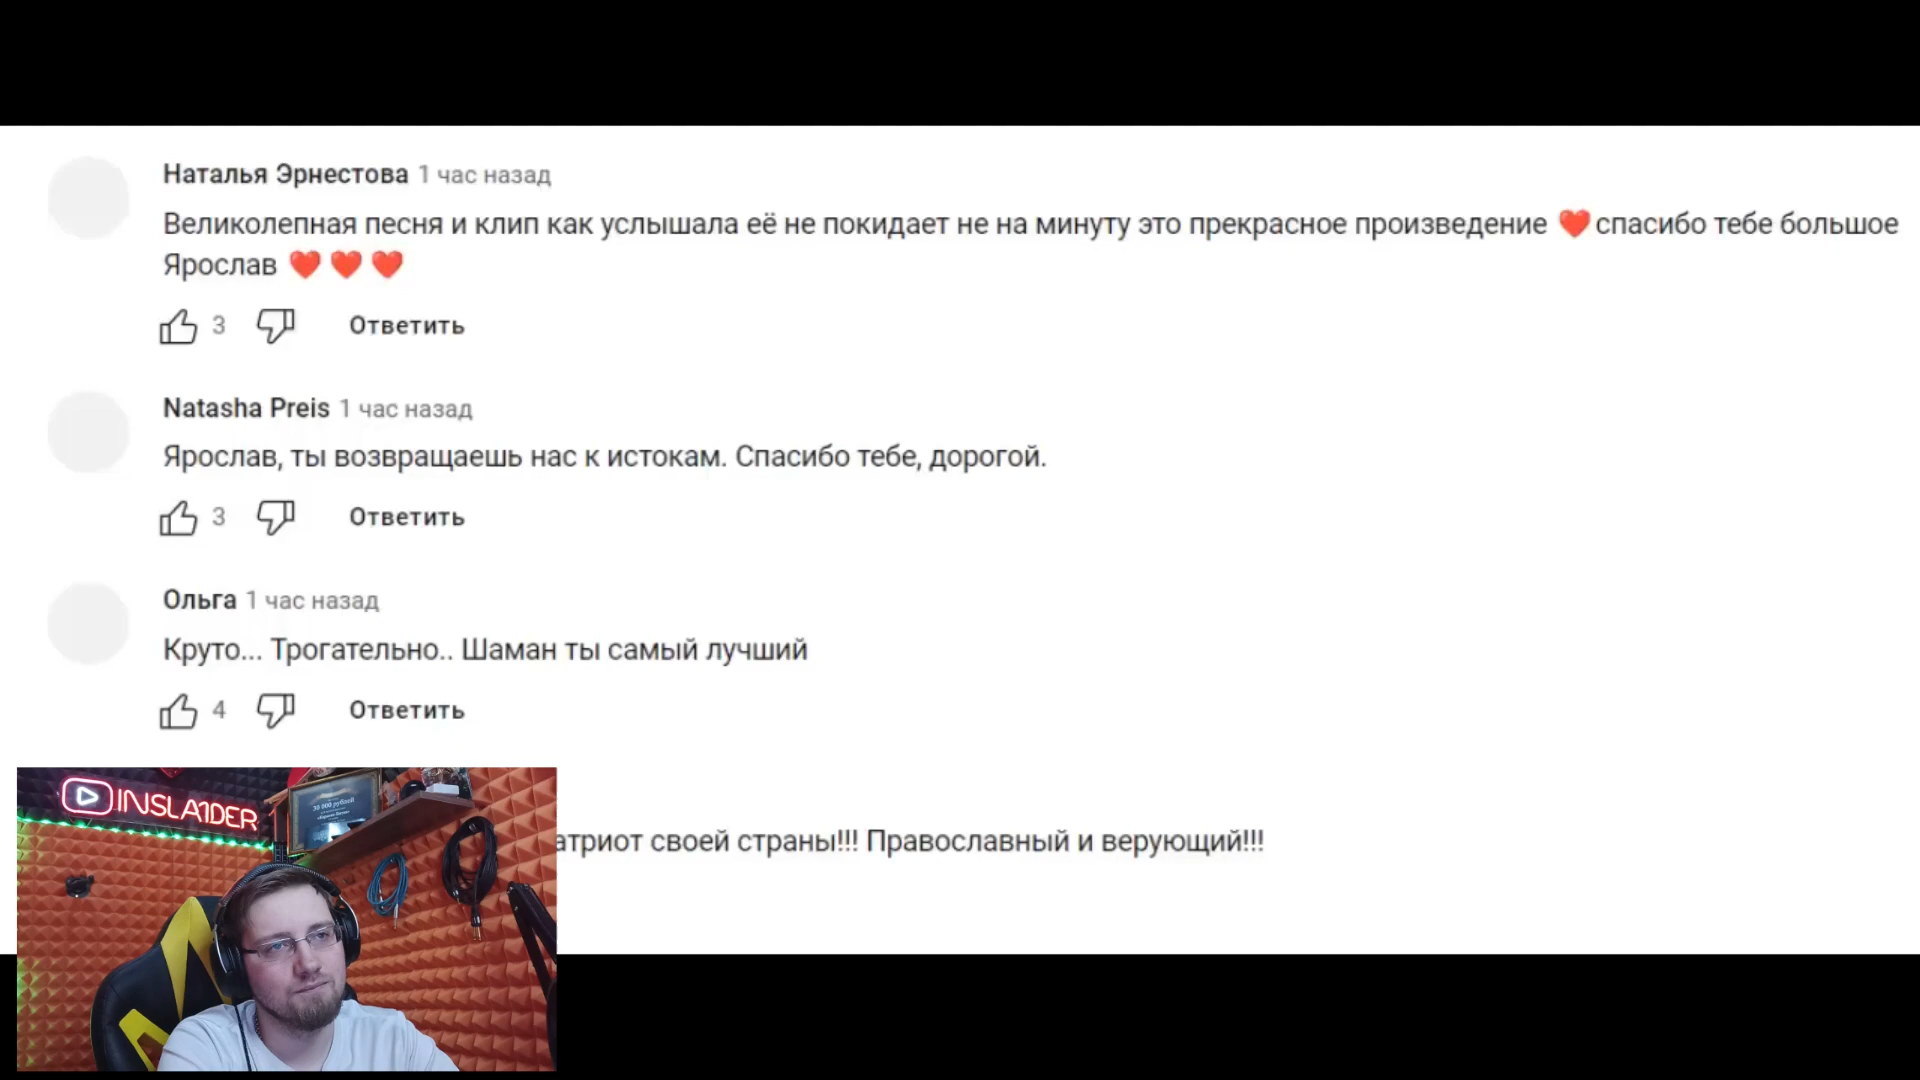 Наталья Эрнестова 1 час назад
Великолепная песня и клип как услышала её не покидает не на минуту это прекрасное произведение ❤️ спасибо тебе большое
Ярослав ❤️ ❤️ ❤️
3 Ответить
Natasha Preis 1 час назад
Ярослав, ты возвращаешь нас к истокам. Спасибо тебе, дорогой.
3 Ответить
Ольга 1 час назад
Круто... Трогательно.. Шаман ты самый лучший
4 Ответить
атриот своей страны!!! Православный и верующий!!!
INSLA1DER
30 000 рублей